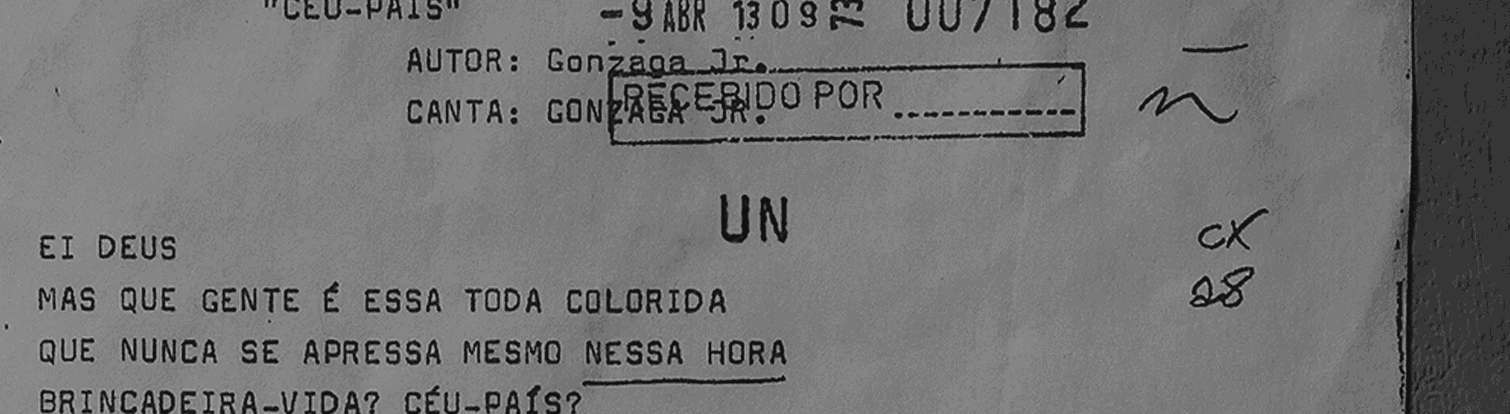 "CÉU-PAÍS" -9 ABR 13 09 73 007182
AUTOR: Gonzaga Jr.
RECEBIDO POR
CANTA: GONZAGA JR.
UN
CX
28
EI DEUS
MAS QUE GENTE É ESSA TODA COLORIDA
QUE NUNCA SE APRESSA MESMO NESSA HORA
BRINCADEIRA-VIDA? CÉU-PAÍS?